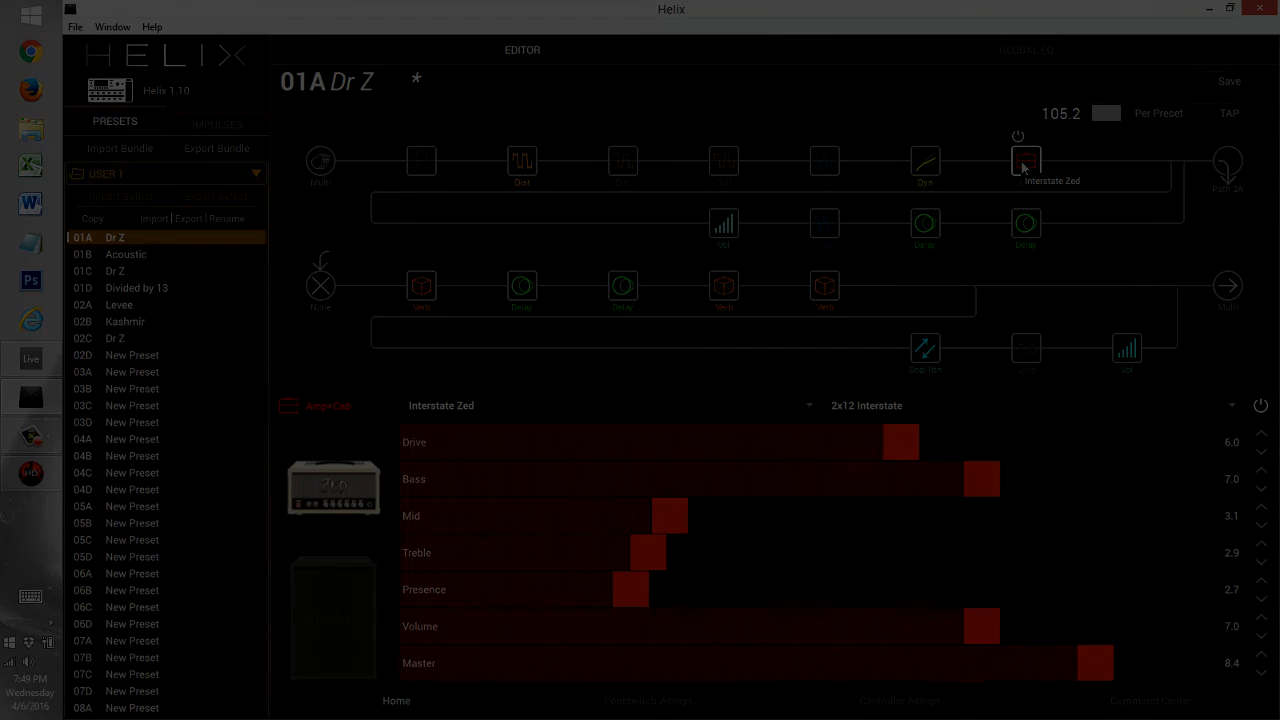 Helix
File Window Help
HELIX
Helix 1.10
PRESETS
IMPULSES
Import Bundle
Export Bundle
USER 1
Import Setlist
Export Setlist
Copy
Import | Export | Rename
01A Dr Z
01B Acoustic
01C Dr Z
01D Divided by 13
02A Levee
02B Kashmir
02C Dr Z
02D New Preset
03A New Preset
03B New Preset
03C New Preset
03D New Preset
04A New Preset
04B New Preset
04C New Preset
04D New Preset
05A New Preset
05B New Preset
05C New Preset
05D New Preset
06A New Preset
06B New Preset
06C New Preset
06D New Preset
07A New Preset
07B New Preset
07C New Preset
07D New Preset
08A New Preset
EDITOR
GLOBAL EQ
01A Dr Z *
Save
105.2
Per Preset
TAP
Multi
Dist
Dyn
Interstate Zed
Path 2A
Vol
Delay
Delay
None
Verb
Delay
Delay
Verb
Verb
Multi
Snd/Rtn
Vol
Amp+Cab
Interstate Zed
2x12 Interstate
Zed
Drive 6.0
Bass 7.0
Mid 3.1
Treble 2.9
Presence 2.7
Volume 7.0
Master 8.4
Home
Footswitch Assign
Controller Assign
Command Center
Live
Ps
HD
7:49 PM
Wednesday
4/6/2016